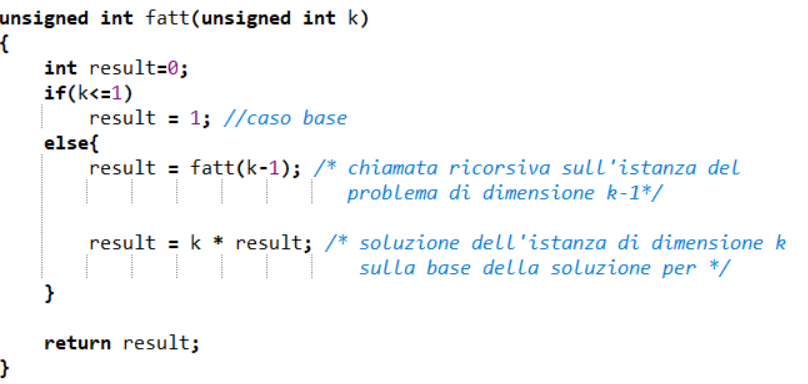 unsigned int fatt(unsigned int k)
{
    int result=0;
    if(k<=1)
        result = 1; //caso base
    else{
        result = fatt(k-1); /* chiamata ricorsiva sull'istanza del
                               problema di dimensione k-1*/

        result = k * result; /* soluzione dell'istanza di dimensione k
                                sulla base della soluzione per */
    }

    return result;
}